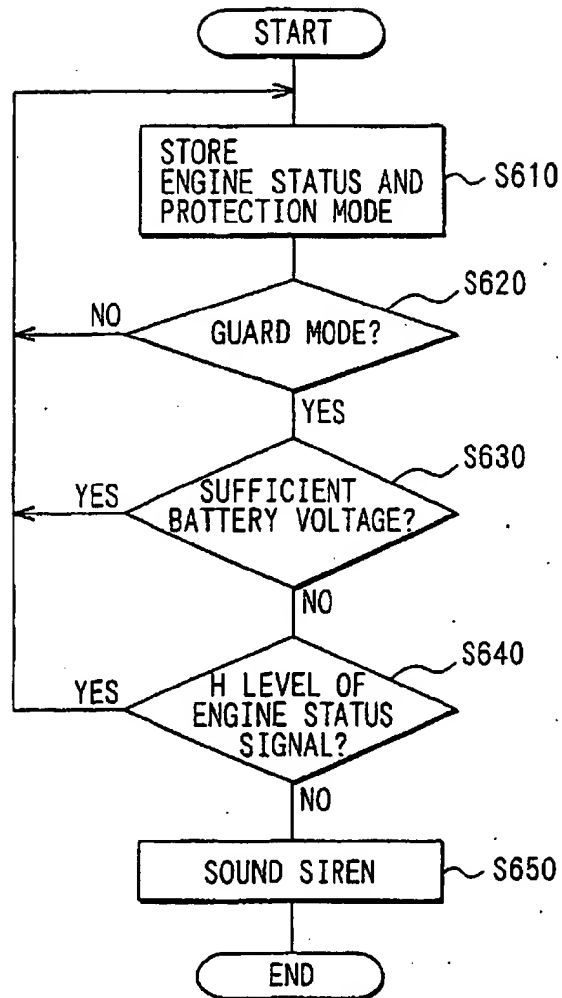 START
STORE
ENGINE STATUS AND
PROTECTION MODE
S610
S620
NO
GUARD MODE?
YES
S630
YES
SUFFICIENT
BATTERY VOLTAGE?
NO
S640
YES
H LEVEL OF
ENGINE STATUS
SIGNAL?
NO
SOUND SIREN
S650
END